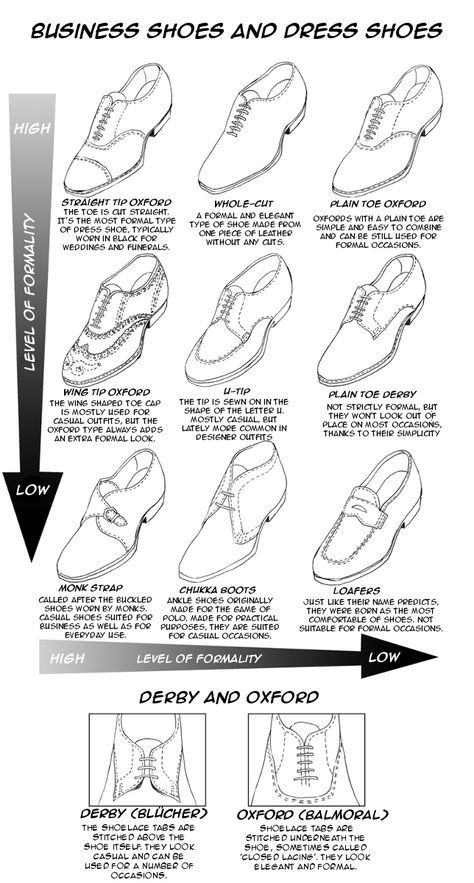 BUSINESS SHOES AND DRESS SHOES
HIGH
LEVEL OF FORMALITY
LOW
STRAIGHT TIP OXFORD
THE TOE IS CUT STRAIGHT.
IT'S THE MOST FORMAL TYPE
OF DRESS SHOE, TYPICALLY
WORN IN BLACK FOR
WEDDINGS AND FUNERALS.
WHOLE-CUT
A FORMAL AND ELEGANT
TYPE OF SHOE MADE FROM
ONE PIECE OF LEATHER
WITHOUT ANY CUTS.
PLAIN TOE OXFORD
OXFORDS WITH A PLAIN TOE ARE
SIMPLE AND EASY TO COMBINE
AND CAN BE STILL USED FOR
FORMAL OCCASIONS.
WING TIP OXFORD
THE WING SHAPED TOE CAP
IS MOSTLY USED FOR
CASUAL OUTFITS, BUT THE
OXFORD TYPE ALWAYS ADDS
AN EXTRA FORMAL LOOK.
U-TIP
THE TIP IS SEWN ON IN THE
SHAPE OF THE LETTER U.
MOSTLY CASUAL, BUT
LATELY MORE COMMON IN
DESIGNER OUTFITS
PLAIN TOE DERBY
NOT STRICTLY FORMAL, BUT
THEY WON'T LOOK OUT OF
PLACE ON MOST OCCASIONS,
THANKS TO THEIR SIMPLICITY
MONK STRAP
CALLED AFTER THE BUCKLED
SHOES WORN BY MONKS.
CASUAL SHOES SUITED FOR
BUSINESS AS WELL AS FOR
EVERYDAY USE.
CHUKKA BOOTS
ANKLE SHOES ORIGINALLY
MADE FOR THE GAME OF
POLO. MADE FOR PRACTICAL
PURPOSES, THEY ARE SUITED
FOR CASUAL OCCASIONS.
LOAFERS
JUST LIKE THEIR NAME PREDICTS,
THEY WERE BORN AS THE MOST
COMFORTABLE OF SHOES. NOT
SUITABLE FOR FORMAL OCCASIONS.
HIGH LEVEL OF FORMALITY LOW
DERBY AND OXFORD
DERBY (BLÜCHER)
THE SHOELACE TABS ARE
STITCHED ABOVE THE
SHOE ITSELF. THEY LOOK
CASUAL AND CAN BE
USED FOR A NUMBER OF
OCCASIONS.
OXFORD (BALMORAL)
SHOELACE TABS ARE
STITCHED UNDERNEATH THE
SHOE, SOMETIMES CALLED
'CLOSED LACING'. THEY LOOK
ELEGANT AND FORMAL.